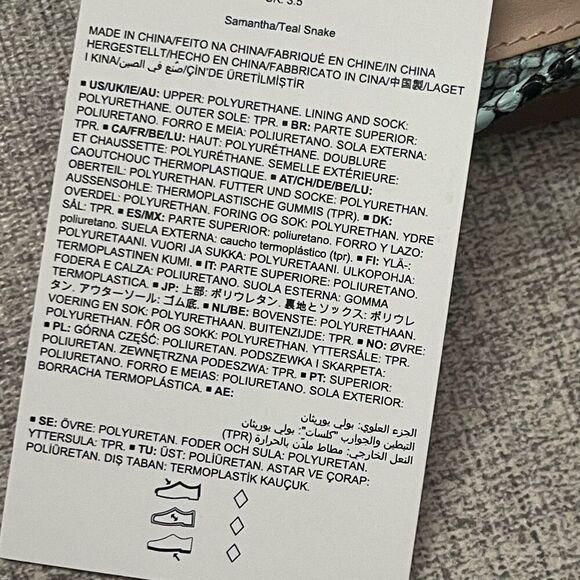 UK: 3.5
Samantha/Teal Snake
MADE IN CHINA/FEITO NA CHINA/FABRIQUÉ EN CHINE/IN CHINA
HERGESTELLT/HECHO EN CHINA/FABBRICATO IN CINA/中国製/LAGET
I KINA/صنع في الصين/ÇİN'DE ÜRETİLMİŞTİR
■ US/UK/IE/AU: UPPER: POLYURETHANE. LINING AND SOCK:
POLYURETHANE. OUTER SOLE: TPR. ■ BR: PARTE SUPERIOR:
POLIURETANO. FORRO E MEIA: POLIURETANO. SOLA EXTERNA:
TPR. ■ CA/FR/BE/LU: HAUT: POLYURÉTHANE. DOUBLURE
ET CHAUSSETTE: POLYURÉTHANE. SEMELLE EXTÉRIEURE:
CAOUTCHOUC THERMOPLASTIQUE. ■ AT/CH/DE/BE/LU:
OBERTEIL: POLYURETHAN. FUTTER UND SOCKE: POLYURETHAN.
AUSSENSOHLE: THERMOPLASTISCHE GUMMIS (TPR). ■ DK:
OVERDEL: POLYURETHAN. FORING OG SOK: POLYURETHAN. YDRE
SÅL: TPR. ■ ES/MX: PARTE SUPERIOR: poliuretano. FORRO Y LAZO:
poliuretano. SUELA EXTERNA: caucho termoplástico (tpr). ■ FI: YLÄ-:
POLYURETAANI. VUORI JA SUKKA: POLYURETAANI. ULKOPOHJA:
TERMOPLASTINEN KUMI. ■ IT: PARTE SUPERIORE: POLIURETANO.
FODERA E CALZA: POLIURETANO. SUOLA ESTERNA: GOMMA
TERMOPLASTICA. ■ JP: 上部: ポリウレタン. 裏地とソックス: ポリウレ
タン. アウターソール: ゴム底. ■ NL/BE: BOVENSTE: POLYURETHAAN.
VOERING EN SOK: POLYURETHAAN. BUITENZIJDE: TPR. ■ NO: ØVRE:
POLYURETHAN. FÔR OG SOKK: POLYURETHAN. YTTERSÅLE: TPR.
■ PL: GÓRNA CZĘŚĆ: POLIURETAN. PODSZEWKA I SKARPETA:
POLIURETAN. ZEWNĘTRZNA PODESZWA: TPR. ■ PT: SUPERIOR:
POLIURETANO. FORRO E MEIAS: POLIURETANO. SOLA EXTERIOR:
BORRACHA TERMOPLÁSTICA. ■ AE:
الجزء العلوي: بولي يوريثان
التبطين والجوارب "كلسات": بولي يوريثان
النعل الخارجي: مطاط ملدّن بالحرارة (TPR)
■ SE: ÖVRE: POLYURETAN. FODER OCH SULA: POLYURETAN.
YTTERSULA: TPR. ■ TU: ÜST: POLİÜRETAN. ASTAR VE ÇORAP:
POLİÜRETAN. DIŞ TABAN: TERMOPLASTİK KAUÇUK.